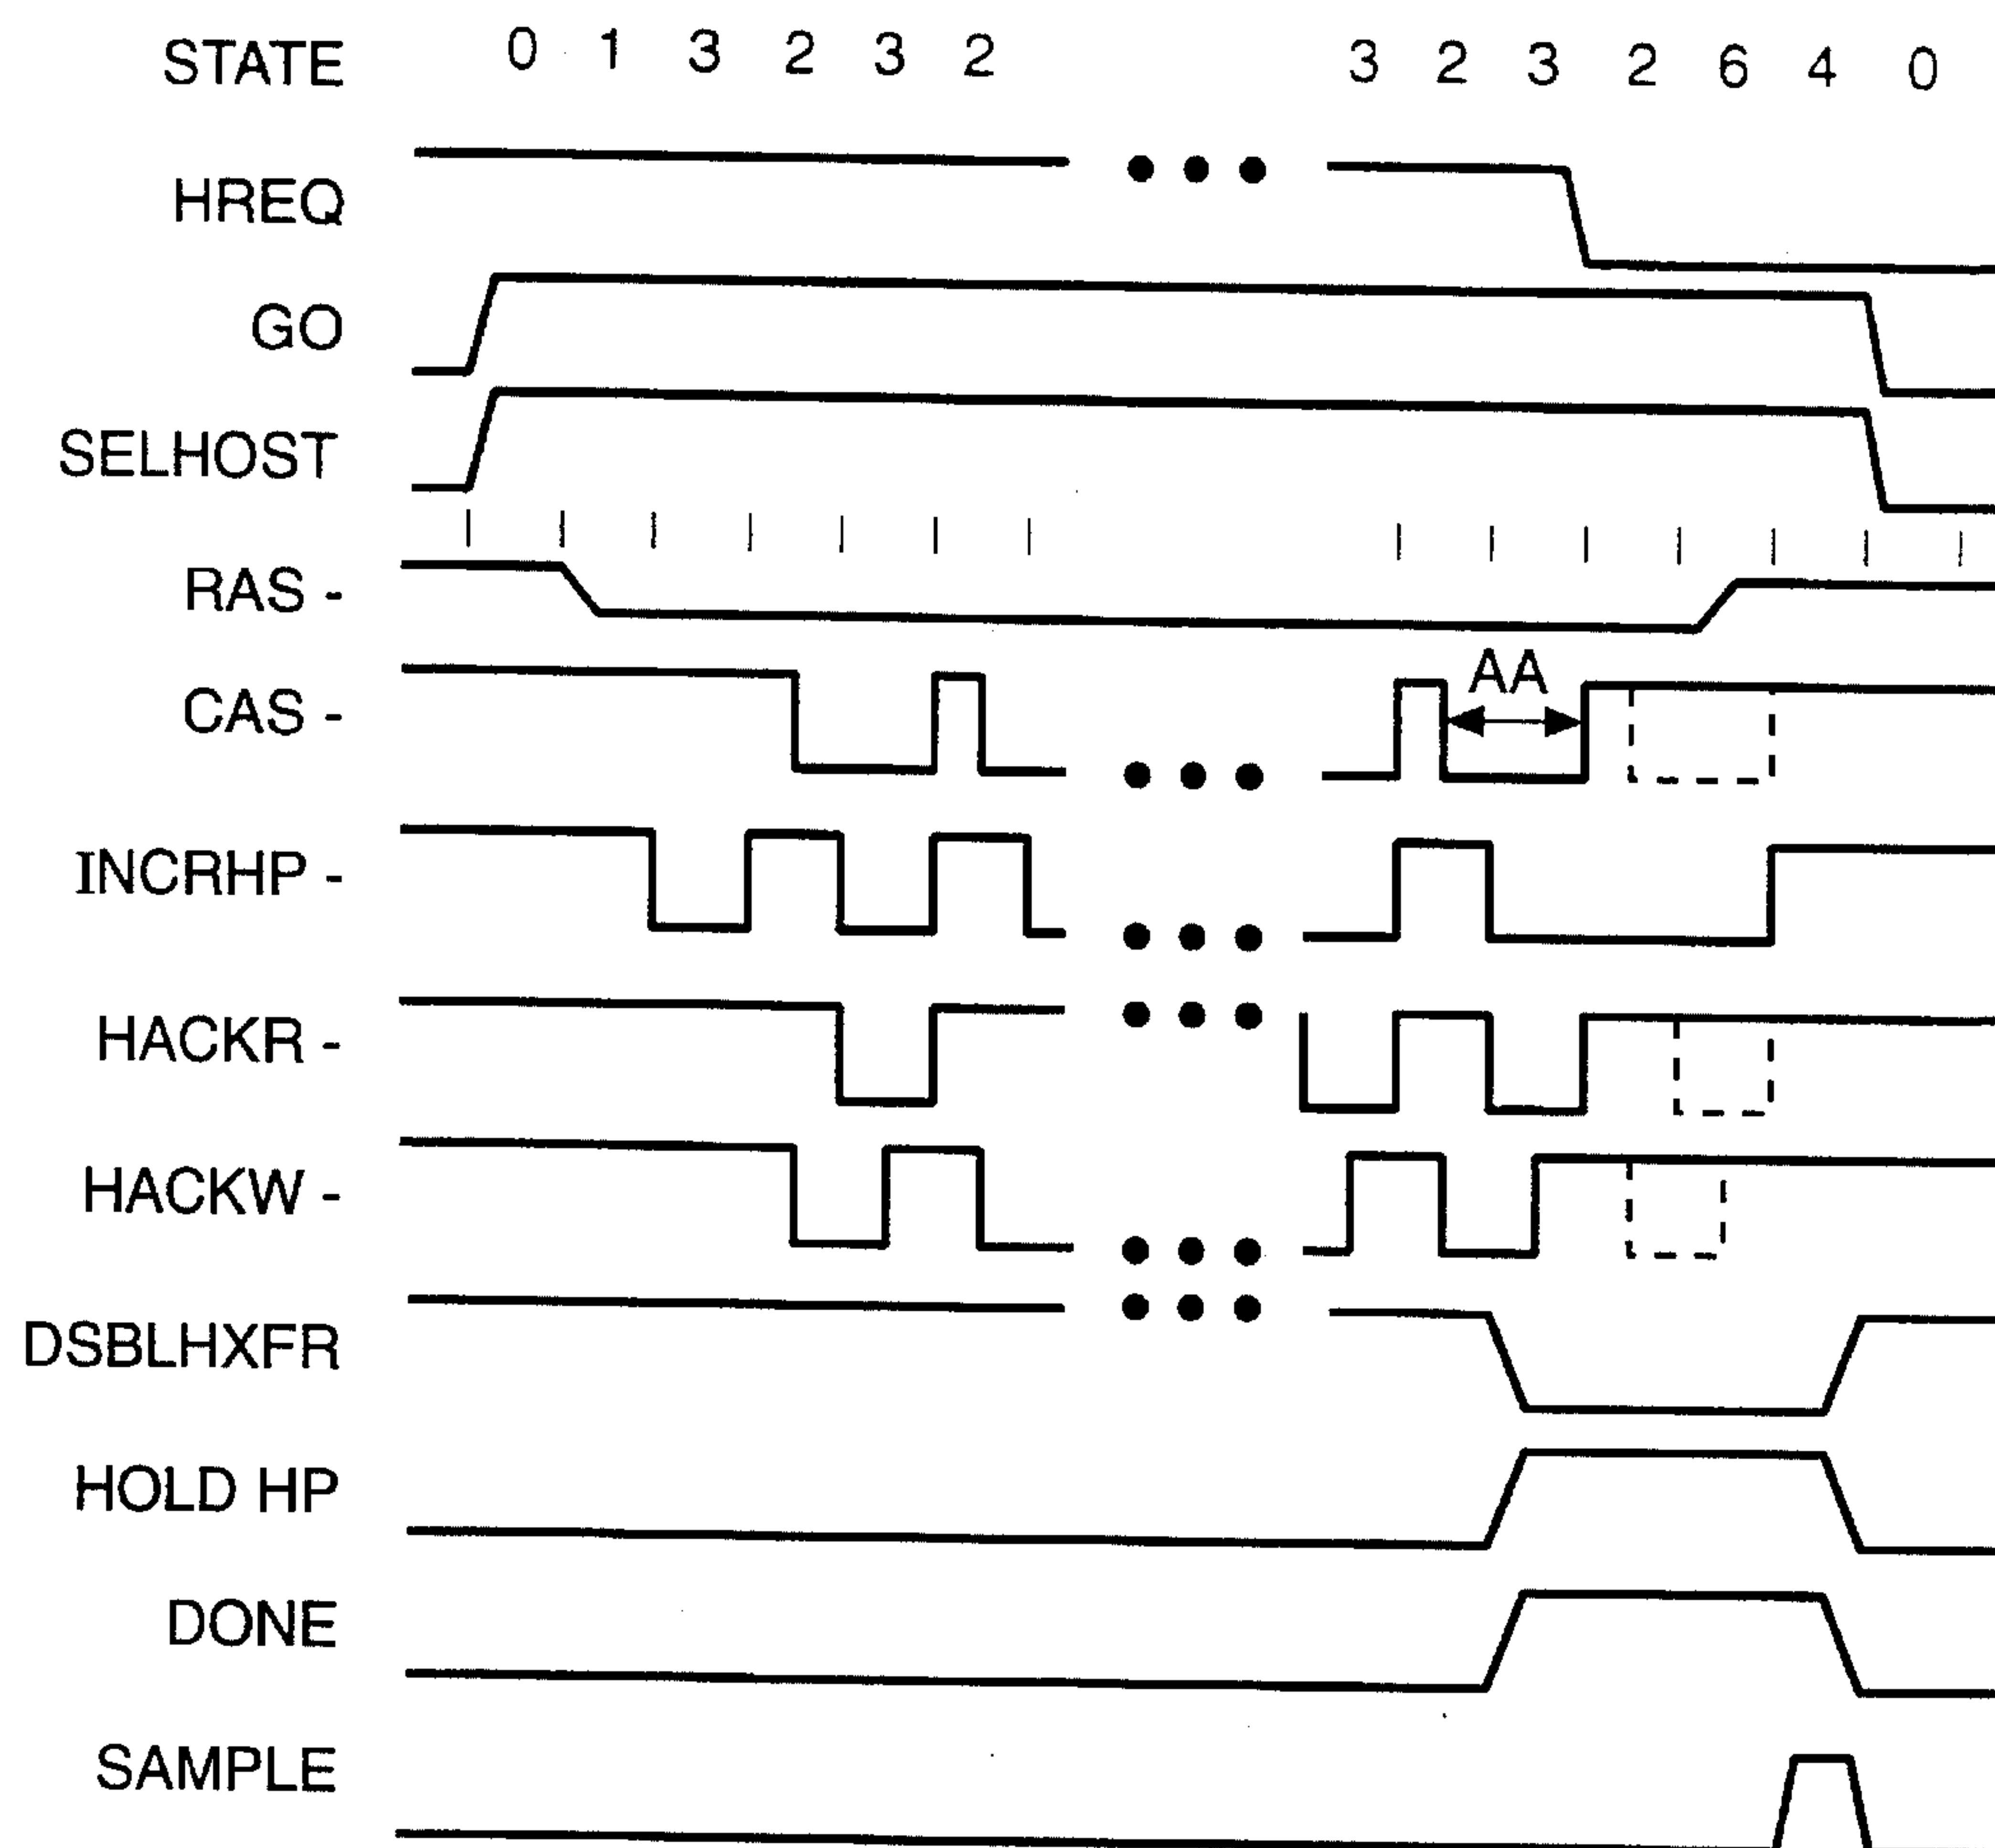 STATE 0 1 3 2 3 2 3 2 3 2 6 4 0
HREQ
GO
SELHOST
RAS -
CAS - AA
INCRHP -
HACKR -
HACKW -
DSBLHXFR
HOLD HP
DONE
SAMPLE